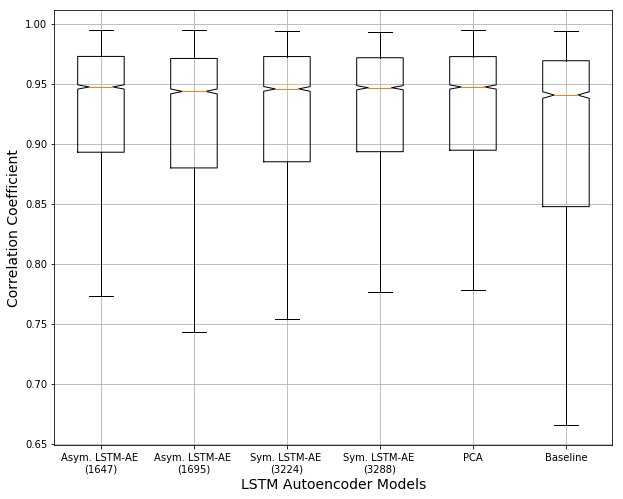 1.00
0.95
0.90
0.85
0.80
0.75
0.70
0.65
Correlation Coefficient
Asym. LSTM-AE
(1647)
Asym. LSTM-AE
(1695)
Sym. LSTM-AE
(3224)
Sym. LSTM-AE
(3288)
PCA
Baseline
LSTM Autoencoder Models